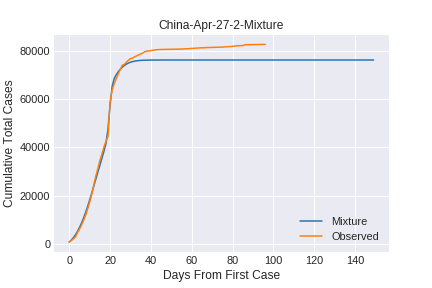 China-Apr-27-2-Mixture
Cumulative Total Cases
80000
60000
40000
20000
0
0 20 40 60 80 100 120 140
Days From First Case
Mixture
Observed